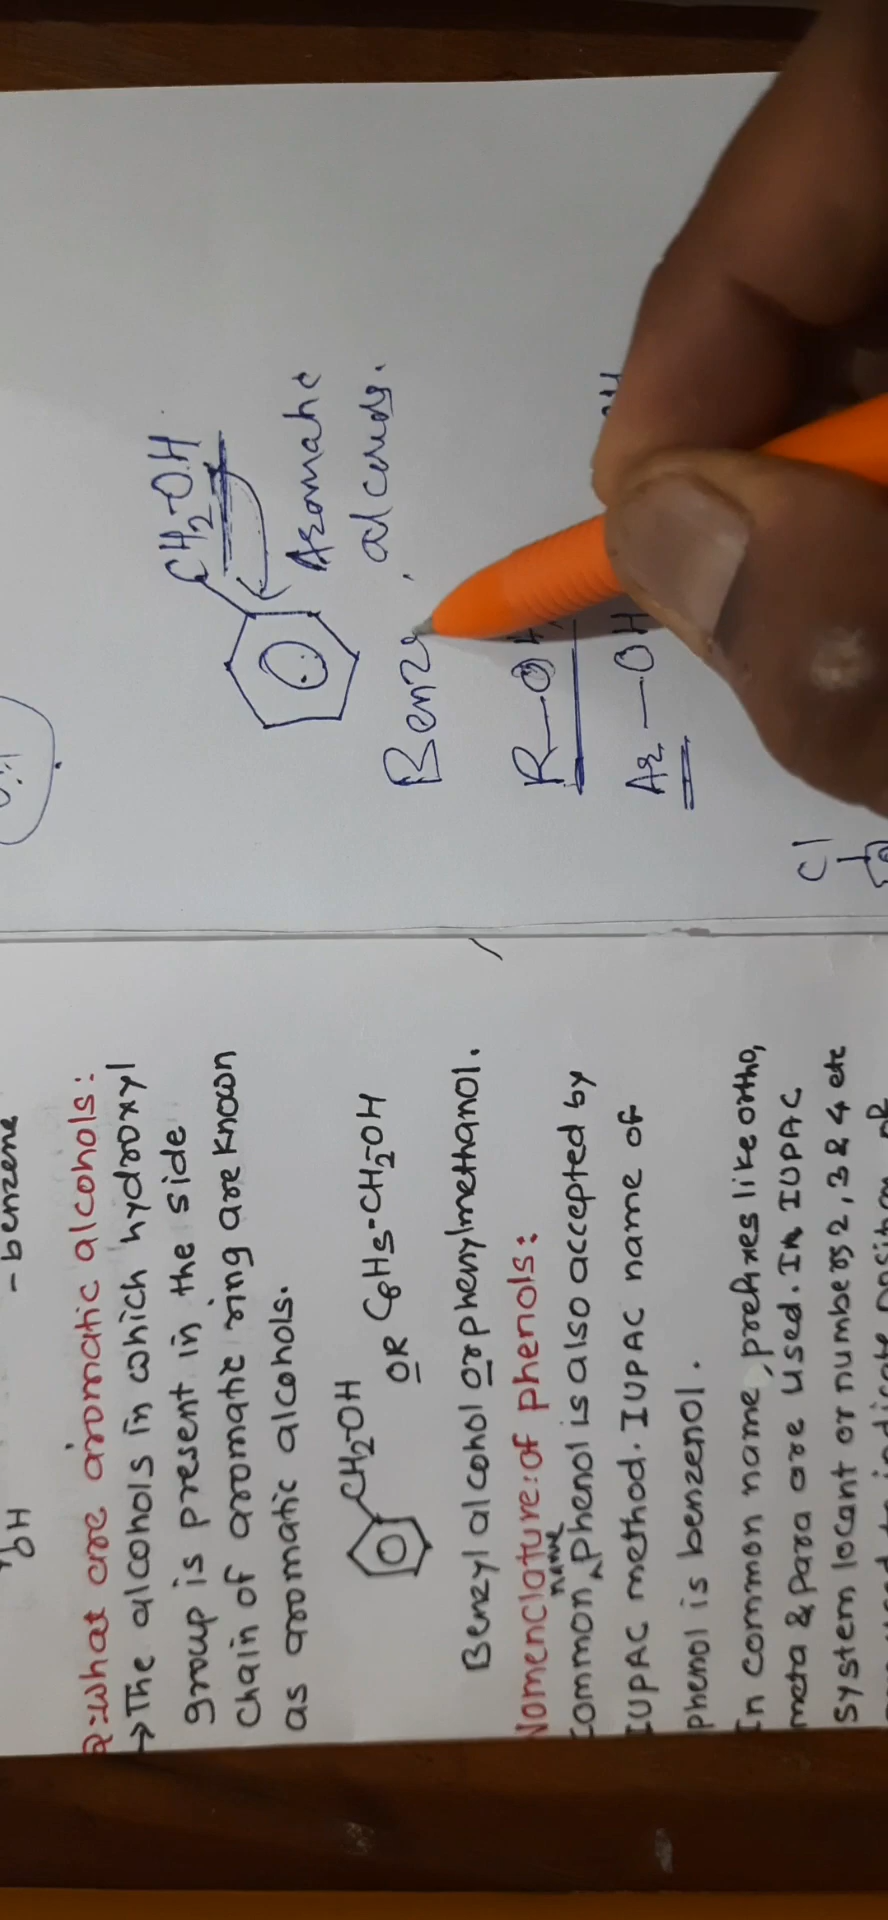 -benzene
OH
Q:-what are aromatic alcohols:
→The alcohols in which hydroxyl
group is present in the side
chain of aromatic ring are known
as aromatic alcohols.
CH2-OH
OR C6H5-CH2-OH
Benzyl alcohol or phenylmethanol.
Nomenclature: of phenols:
name
Common ^ phenol is also accepted by
IUPAC method. IUPAC name of
phenol is benzenol.
In common name, prefixes like ortho,
meta & para are used. In IUPAC
system locant or numbers 2, 3 & 4 etc
CH2-OH
Aromatic
Benzy
R-OH
Ar-OH
Cl